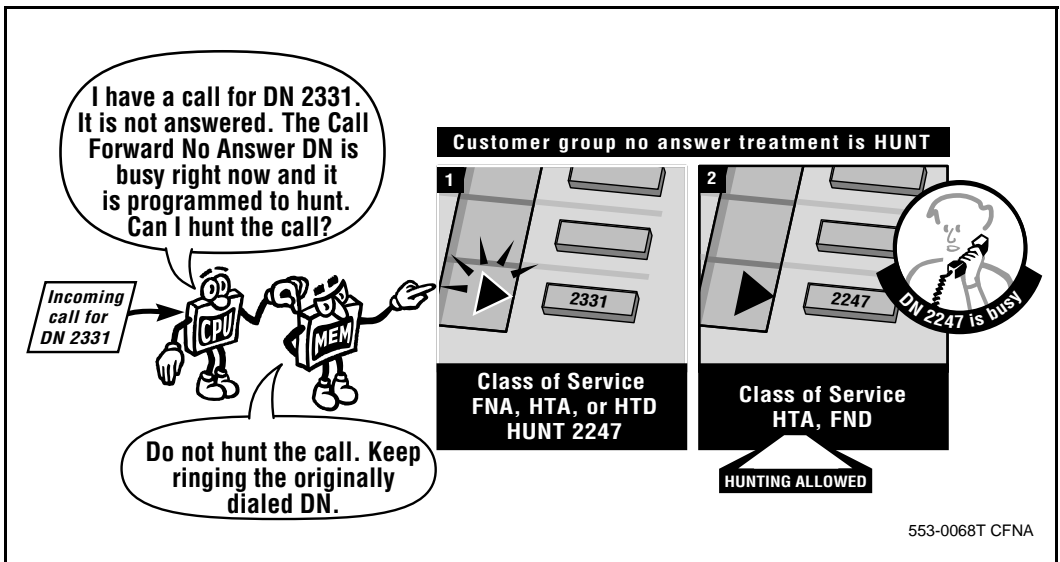 I have a call for DN 2331.
It is not answered. The Call
Forward No Answer DN is
busy right now and it
is programmed to hunt.
Can I hunt the call?
Incoming
call for
DN 2331
CPU
MEM
Do not hunt the call. Keep
ringing the originally
dialed DN.
Customer group no answer treatment is HUNT
1
2331
Class of Service
FNA, HTA, or HTD
HUNT 2247
2
2247
DN 2247 is busy
Class of Service
HTA, FND
HUNTING ALLOWED
553-0068T CFNA